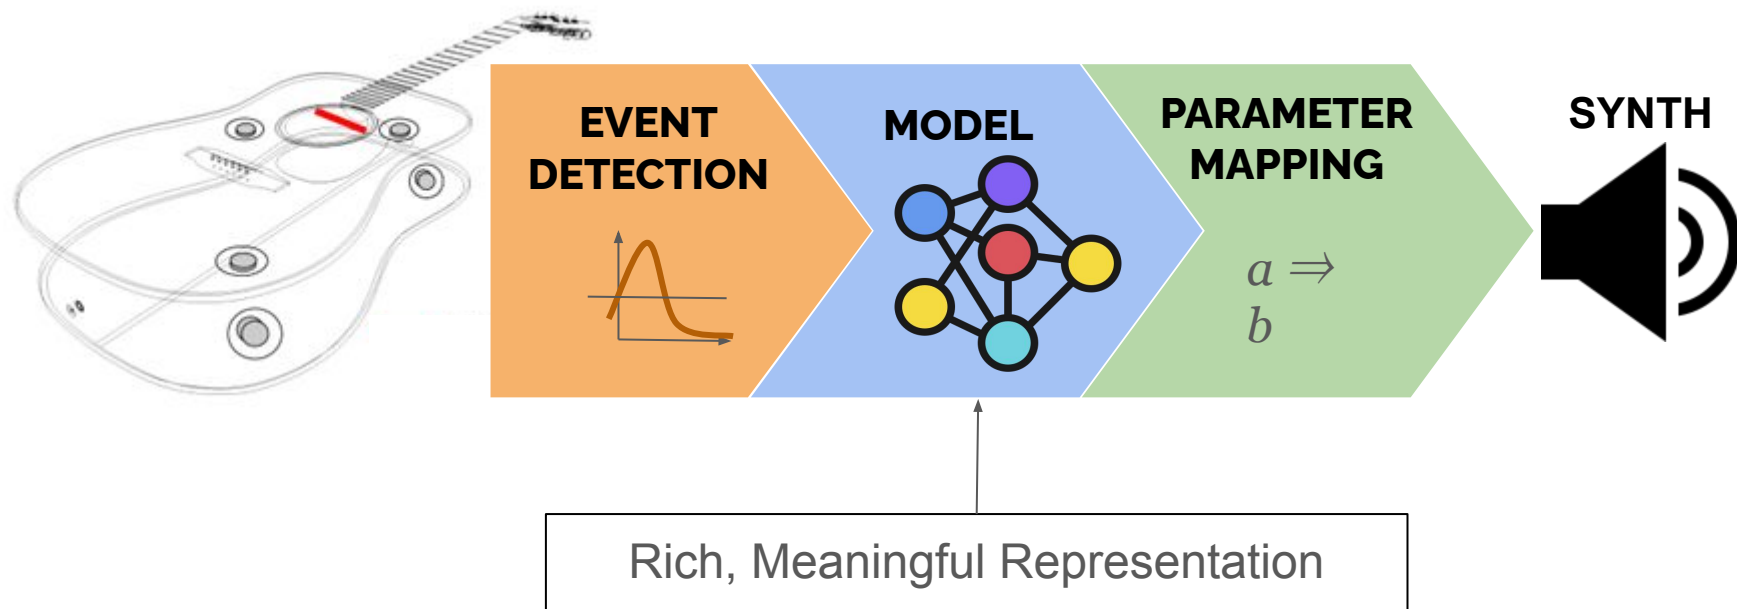 EVENT
DETECTION
MODEL
PARAMETER
MAPPING
a ⇒
b
SYNTH
Rich, Meaningful Representation